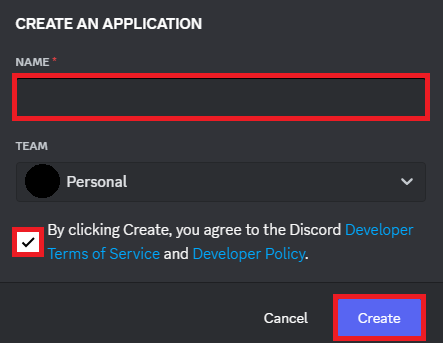 CREATE AN APPLICATION
NAME *
TEAM
Personal
By clicking Create, you agree to the Discord Developer
Terms of Service and Developer Policy.
Cancel
Create